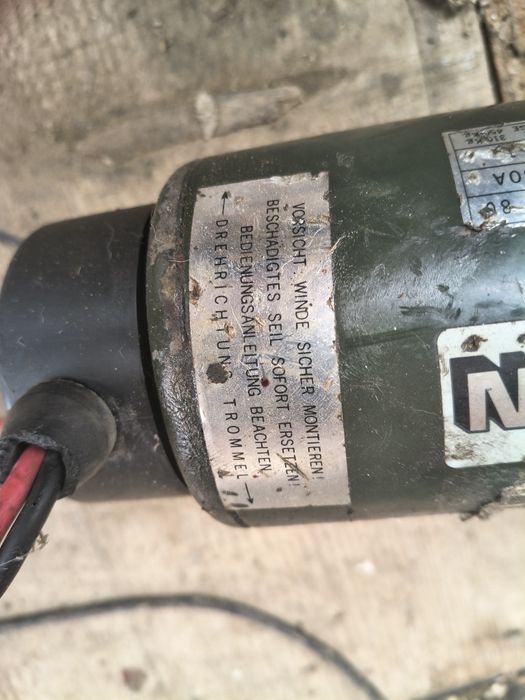 VORSICHT: WINDE SICHER MONTIEREN!
BESCHÄDIGTES SEIL SOFORT ERSETZEN!
BEDIENUNGSANLEITUNG BEACHTEN
← DREHRICHTUNG TROMMEL →
N